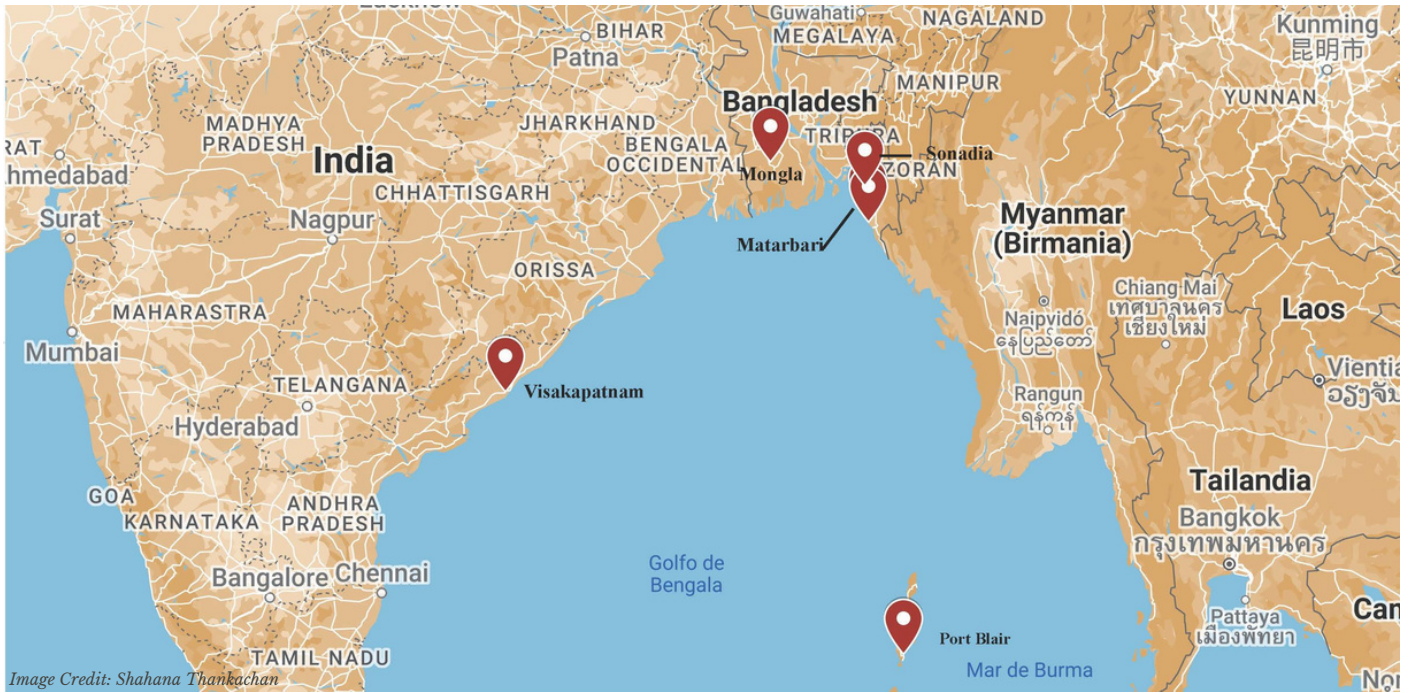 Guwahati
NAGALAND
Kunming
昆明市
BIHAR
MEGALAYA
Patna
MANIPUR
YUNNAN
Bangladesh
MADHYA
PRADESH
JHARKHAND
BENGALA
OCCIDENTAL
TRIPURA
Sonadia
India
Ahmedabad
Mongla
ZORAN
CHHATTISGARH
Surat
Nagpur
Matarbari
Myanmar
(Birmania)
ORISSA
Chiang Mai
เทศบาลนคร
เชียงใหม่
Laos
MAHARASTRA
Naipyidó
နေပြည်တော်
Mumbai
TELANGANA
Visakapatnam
Rangun
ရန်ကုန်
Hyderabad
Tailandia
GOA
KARNATAKA
ANDHRA
PRADESH
Bangkok
กรุงเทพมหานคร
Golfo de
Bengala
Bangalore
Chennai
Pattaya
เมืองพัทยา
Port Blair
TAMIL NADU
Mar de Burma
Image Credit: Shahana Thankachan